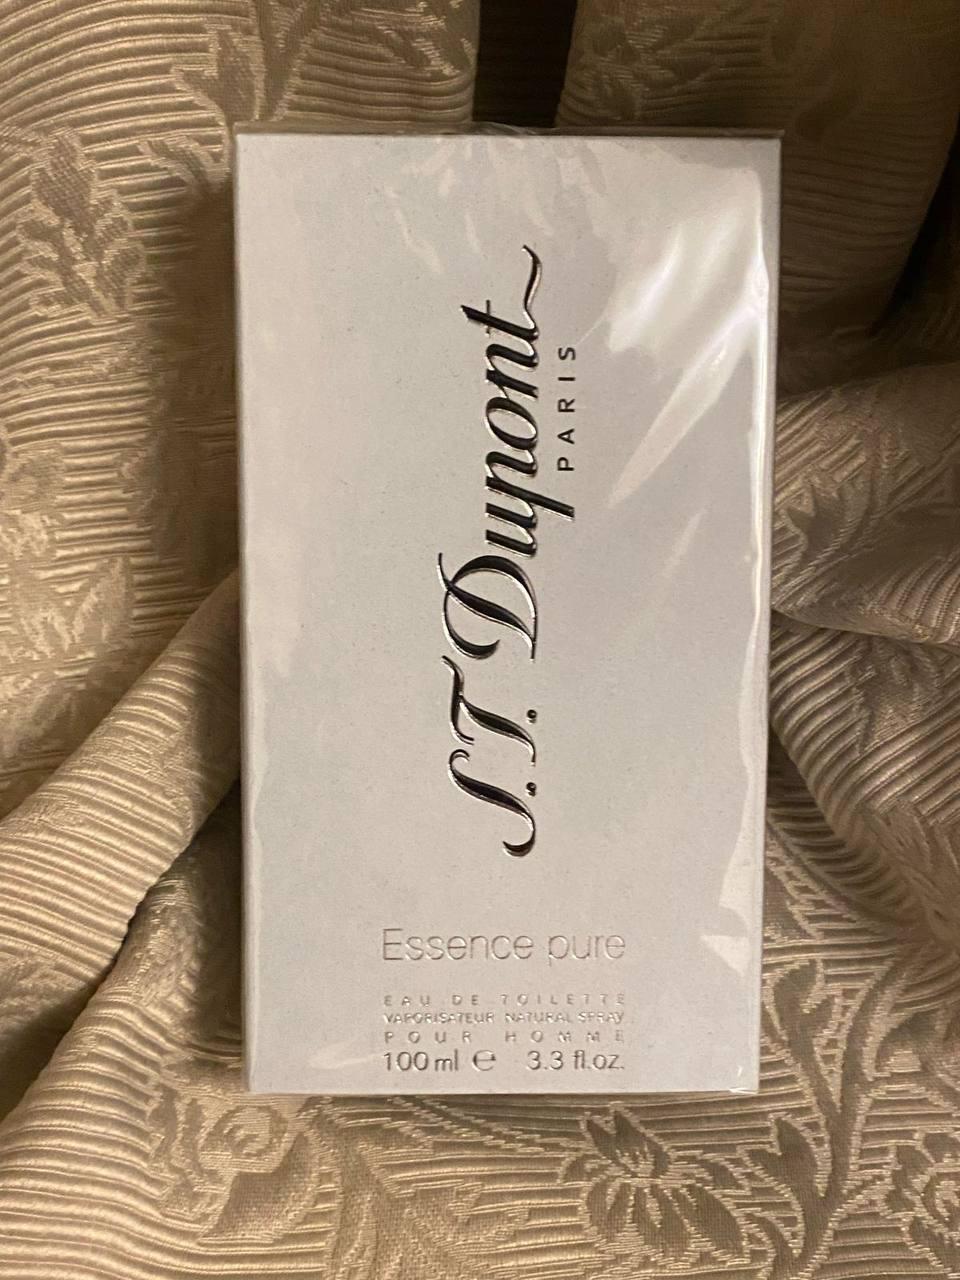 S.T. Dupont
PARIS
Essence pure
EAU DE TOILETTE
VAPORISATEUR NATURAL SPRAY
POUR HOMME
100 ml ℮ 3.3 fl.oz.